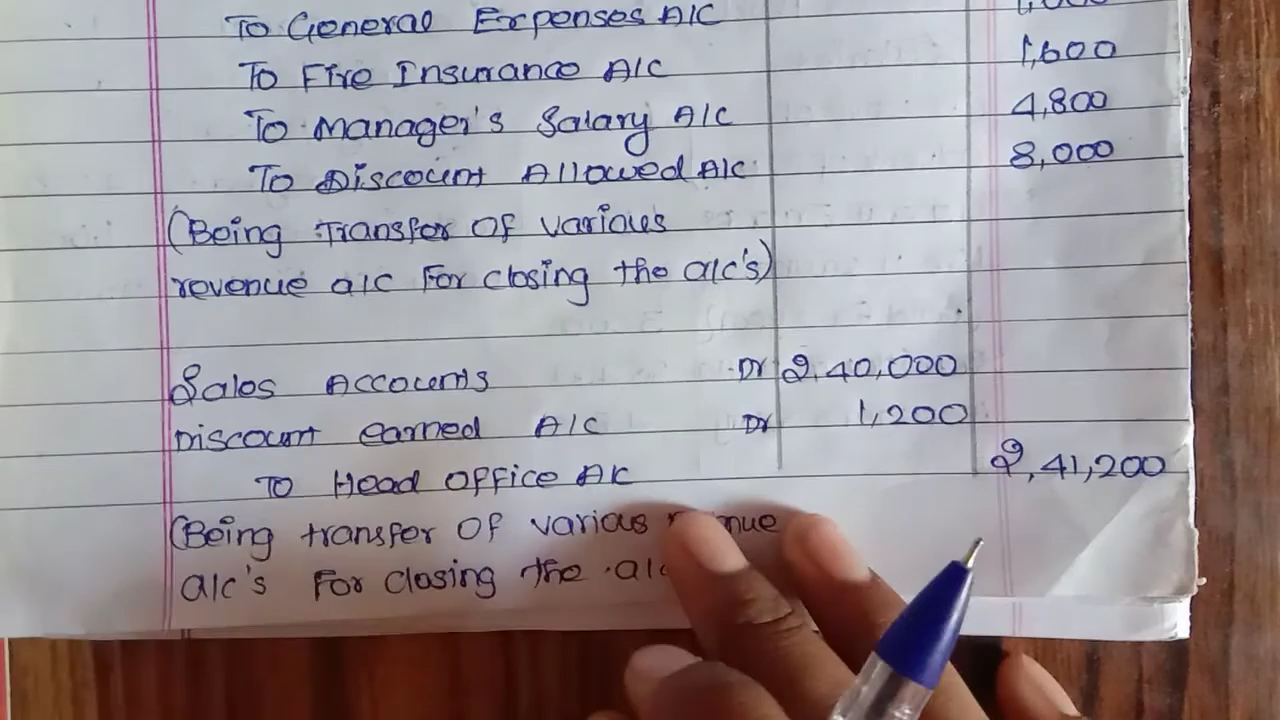 To General Expenses A/C
To Fire Insurance A/C 1,600
To Manager's Salary A/C 4,800
To Discount Allowed A/C 8,000
(Being Transfer Of various
revenue a/c For closing the a/c's)
Sales Accounts Dr 2,40,000
Discount earned A/C Dr 1,200
To Head Office A/C 2,41,200
(Being transfer Of various
a/c's For closing the